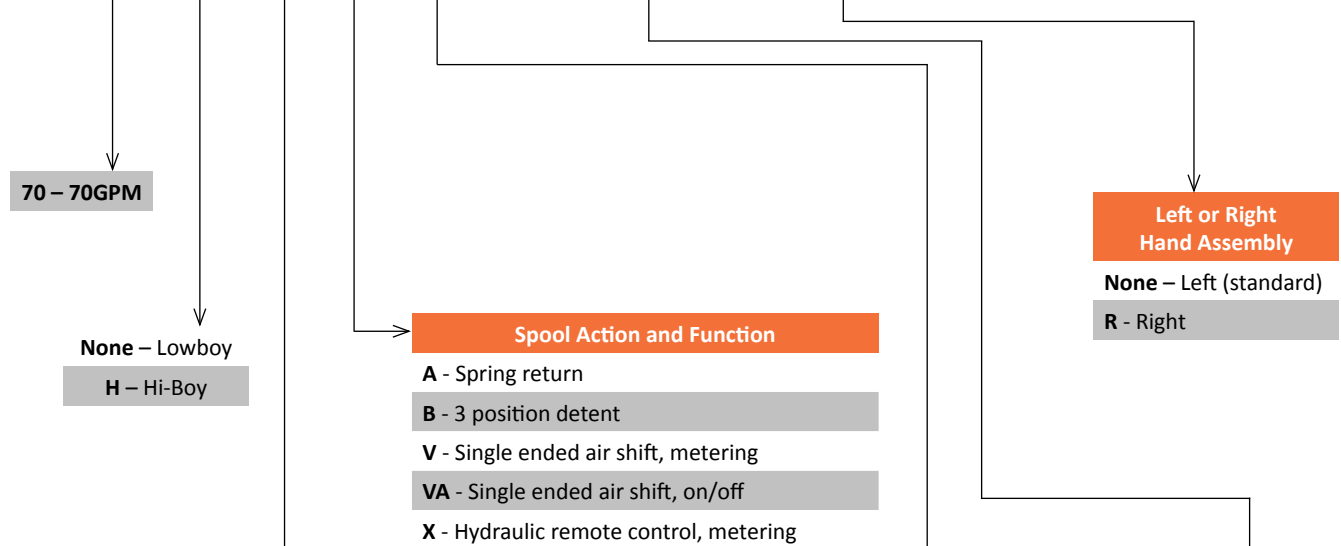 70 – 70GPM
None – Lowboy
H – Hi-Boy
Spool Action and Function
A - Spring return
B - 3 position detent
V - Single ended air shift, metering
VA - Single ended air shift, on/off
X - Hydraulic remote control, metering
Left or Right
Hand Assembly
None – Left (standard)
R - Right